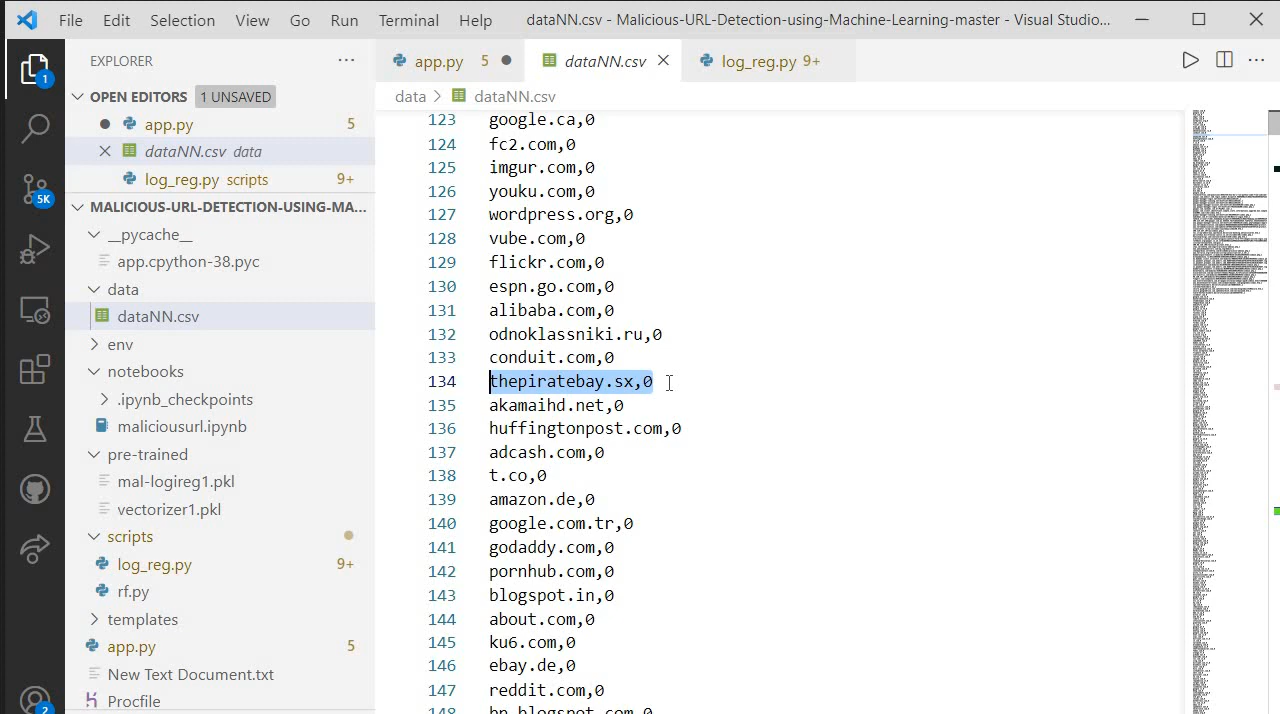 File Edit Selection View Go Run Terminal Help dataNN.csv - Malicious-URL-Detection-using-Machine-Learning-master - Visual Studio...
EXPLORER
OPEN EDITORS 1 UNSAVED
app.py 5
dataNN.csv data
log_reg.py scripts 9+
MALICIOUS-URL-DETECTION-USING-MA...
__pycache__
app.cpython-38.pyc
data
dataNN.csv
env
notebooks
.ipynb_checkpoints
maliciousurl.ipynb
pre-trained
mal-logireg1.pkl
vectorizer1.pkl
scripts
log_reg.py 9+
rf.py
templates
app.py 5
New Text Document.txt
Procfile
1
5K
2
app.py 5 dataNN.csv log_reg.py 9+
data > dataNN.csv
123 google.ca,0
124 fc2.com,0
125 imgur.com,0
126 youku.com,0
127 wordpress.org,0
128 vube.com,0
129 flickr.com,0
130 espn.go.com,0
131 alibaba.com,0
132 odnoklassniki.ru,0
133 conduit.com,0
134 thepiratebay.sx,0
135 akamaihd.net,0
136 huffingtonpost.com,0
137 adcash.com,0
138 t.co,0
139 amazon.de,0
140 google.com.tr,0
141 godaddy.com,0
142 pornhub.com,0
143 blogspot.in,0
144 about.com,0
145 ku6.com,0
146 ebay.de,0
147 reddit.com,0
148 bp.blogspot.com,0